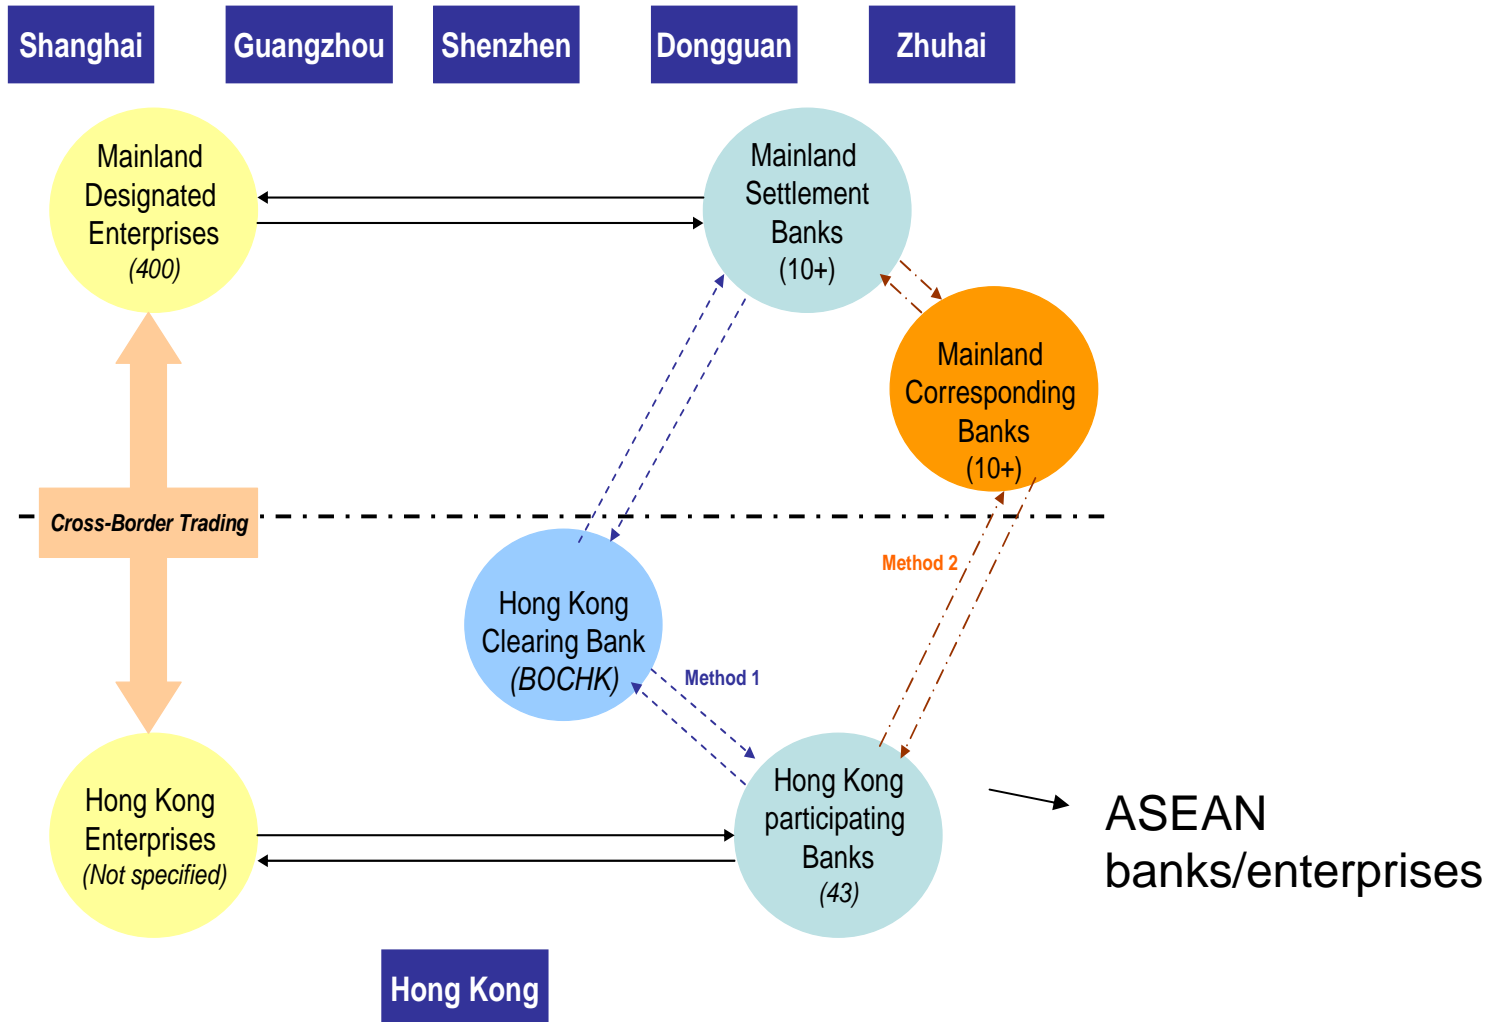 Shanghai
Guangzhou
Shenzhen
Dongguan
Zhuhai
Mainland
Designated
Enterprises
(400)
Mainland
Settlement
Banks
(10+)
Mainland
Corresponding
Banks
(10+)
Cross-Border Trading
Method 2
Hong Kong
Clearing Bank
(BOCHK)
Method 1
Hong Kong
Enterprises
(Not specified)
Hong Kong
participating
Banks
(43)
ASEAN
banks/enterprises
Hong Kong